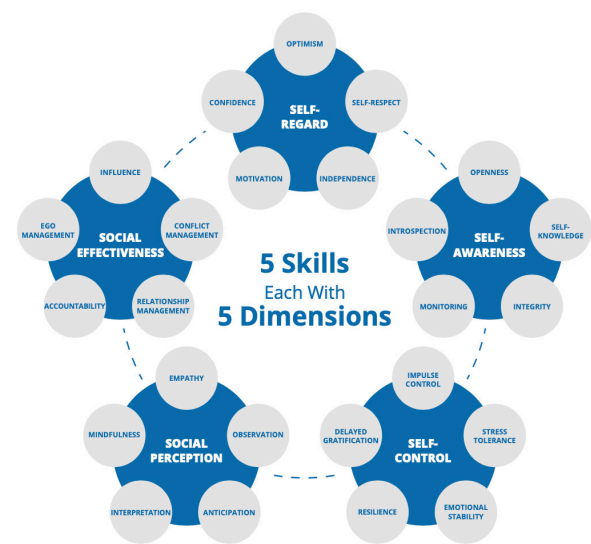 OPTIMISM
CONFIDENCE
SELF-RESPECT
SELF-
REGARD
MOTIVATION
INDEPENDENCE
INFLUENCE
EGO
MANAGEMENT
CONFLICT
MANAGEMENT
SOCIAL
EFFECTIVENESS
ACCOUNTABILITY
RELATIONSHIP
MANAGEMENT
OPENNESS
INTROSPECTION
SELF-
KNOWLEDGE
SELF-
AWARENESS
MONITORING
INTEGRITY
5 Skills
Each With
5 Dimensions
EMPATHY
MINDFULNESS
OBSERVATION
SOCIAL
PERCEPTION
INTERPRETATION
ANTICIPATION
IMPULSE
CONTROL
DELAYED
GRATIFICATION
STRESS
TOLERANCE
SELF-
CONTROL
RESILIENCE
EMOTIONAL
STABILITY